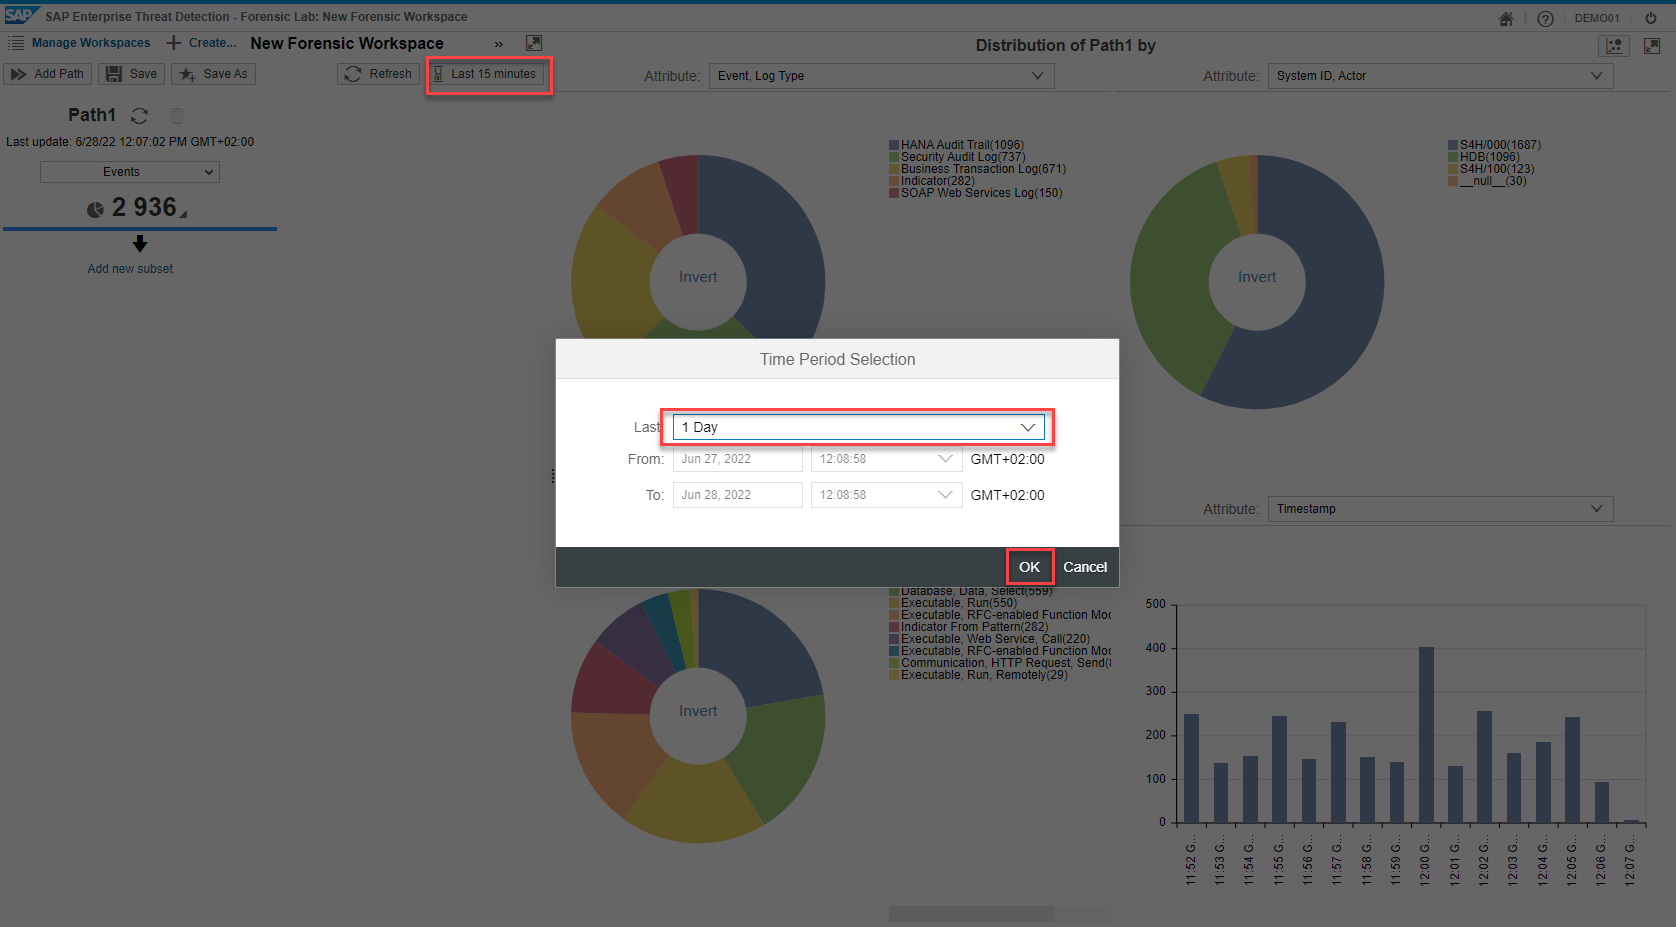 SAP SAP Enterprise Threat Detection - Forensic Lab: New Forensic Workspace
? DEMO01
Manage Workspaces Create... New Forensic Workspace »
Distribution of Path1 by
Add Path Save Save As Refresh Last 15 minutes
Attribute: Event, Log Type
Attribute: System ID, Actor
Path1
Last update: 6/28/22 12:07:02 PM GMT+02:00
Events
2 936
Add new subset
HANA Audit Trail(1096)
Security Audit Log(737)
Business Transaction Log(671)
Indicator(282)
SOAP Web Services Log(150)
Invert
S4H/000(1687)
HDB(1096)
S4H/100(123)
__null__(30)
Invert
Time Period Selection
Last: 1 Day
From: Jun 27, 2022 12:08:58 GMT+02:00
To: Jun 28, 2022 12:08:58 GMT+02:00
OK Cancel
Attribute: Timestamp
Database, Data, Select(559)
Executable, Run(550)
Executable, RFC-enabled Function Moc
Indicator From Pattern(282)
Executable, Web Service, Call(220)
Executable, RFC-enabled Function Moc
Communication, HTTP Request, Send(
Executable, Run, Remotely(29)
Invert
500
400
300
200
100
0
11:52 G...
11:53 G...
11:54 G...
11:55 G...
11:56 G...
11:57 G...
11:58 G...
11:59 G...
12:00 G...
12:01 G...
12:02 G...
12:03 G...
12:04 G...
12:05 G...
12:06 G...
12:07 G...